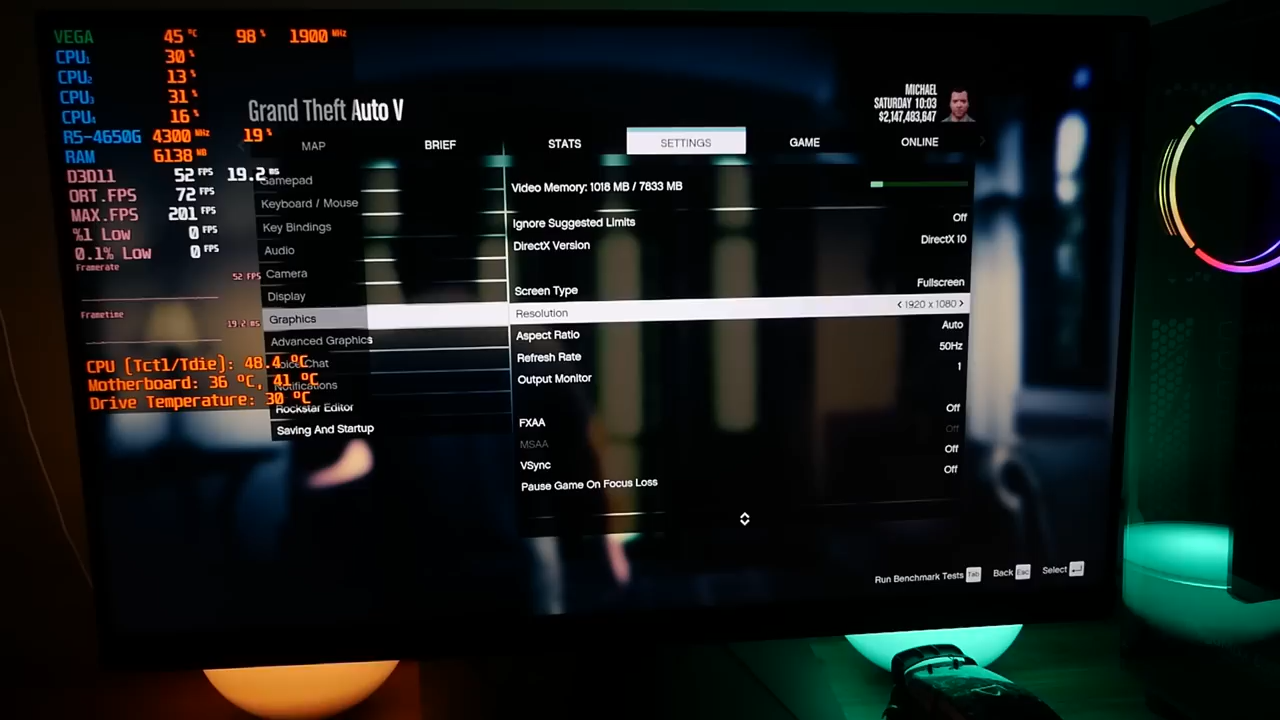 VEGA 45 °C 98 % 1900 MHz
CPU1 30 %
CPU2 13 %
CPU3 31 %
CPU4 16 %
R5-4650G 4300 MHz 19 %
RAM 6138 MB
D3D11 52 FPS 19.2 ms
ORT.FPS 72 FPS
MAX.FPS 201 FPS
%1 Low 0 FPS
0.1% Low 0 FPS
Framerate
52 FPS
Frametime
19.2 ms
CPU (Tctl/Tdie): 48.4 ºC
Motherboard: 36 ºC, 41 ºC
Drive Temperature: 30 ºC
Grand Theft Auto V
MICHAEL
SATURDAY 10:03
$2,147,483,647
MAP BRIEF STATS SETTINGS GAME ONLINE
Gamepad
Keyboard / Mouse
Key Bindings
Audio
Camera
Display
Graphics
Advanced Graphics
Voice Chat
Notifications
Rockstar Editor
Saving And Startup
Video Memory: 1018 MB / 7833 MB
Ignore Suggested Limits Off
DirectX Version DirectX 10
Screen Type Fullscreen
Resolution < 1920 x 1080 >
Aspect Ratio Auto
Refresh Rate 50Hz
Output Monitor 1
FXAA Off
MSAA Off
VSync Off
Pause Game On Focus Loss Off
Run Benchmark Tests Tab Back Esc Select